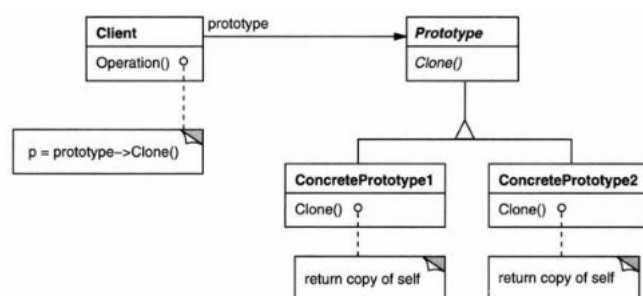 Client
prototype
Prototype
Operation()
Clone()
p = prototype->Clone()
ConcretePrototype1
ConcretePrototype2
Clone()
Clone()
return copy of self
return copy of self